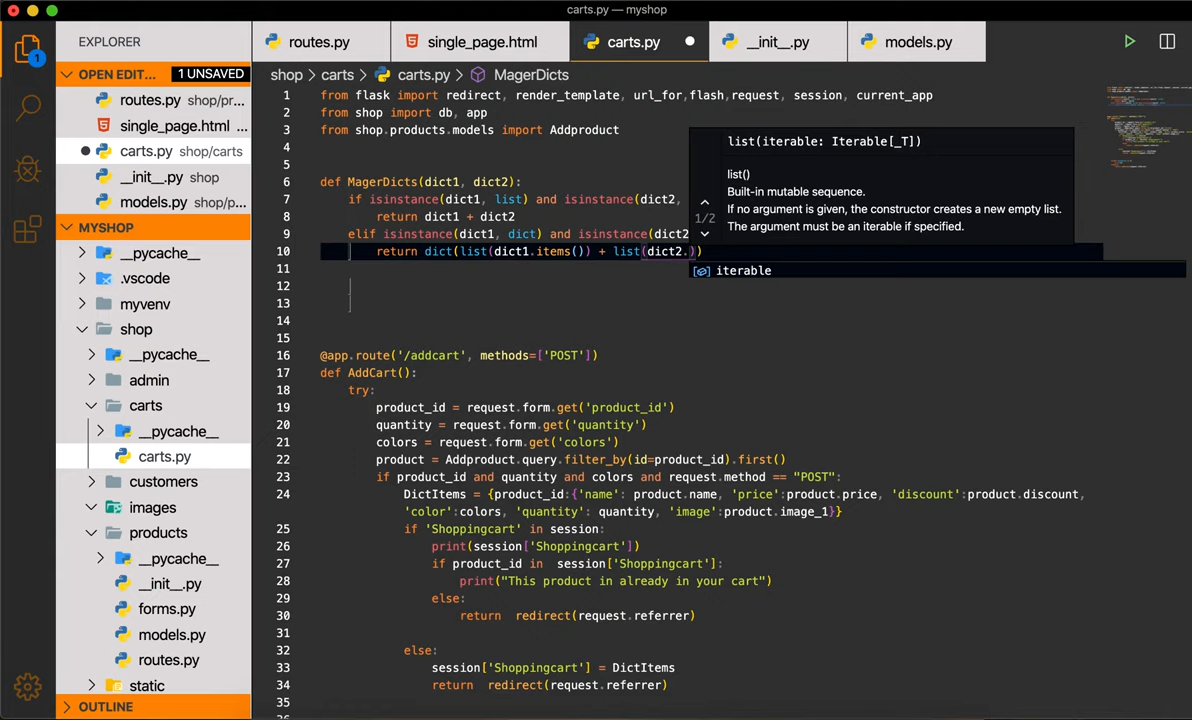 carts.py — myshop
EXPLORER
routes.py
single_page.html
carts.py
__init__.py
models.py
OPEN EDIT... 1 UNSAVED
routes.py shop/pr...
single_page.html ...
carts.py shop/carts
__init__.py shop
models.py shop/p...
MYSHOP
__pycache__
.vscode
myvenv
shop
__pycache__
admin
carts
__pycache__
carts.py
customers
images
products
__pycache__
__init__.py
forms.py
models.py
routes.py
static
OUTLINE
1
shop > carts > carts.py > MagerDicts
1 from flask import redirect, render_template, url_for,flash,request, session, current_app
2 from shop import db, app
3 from shop.products.models import Addproduct
4
5
6 def MagerDicts(dict1, dict2):
7 if isinstance(dict1, list) and isinstance(dict2,
8 return dict1 + dict2
9 elif isinstance(dict1, dict) and isinstance(dict2
10 return dict(list(dict1.items()) + list(dict2.))
11
12
13
14
15
16 @app.route('/addcart', methods=['POST'])
17 def AddCart():
18 try:
19 product_id = request.form.get('product_id')
20 quantity = request.form.get('quantity')
21 colors = request.form.get('colors')
22 product = Addproduct.query.filter_by(id=product_id).first()
23 if product_id and quantity and colors and request.method == "POST":
24 DictItems = {product_id:{'name': product.name, 'price':product.price, 'discount':product.discount,
'color':colors, 'quantity': quantity, 'image':product.image_1}}
25 if 'Shoppingcart' in session:
26 print(session['Shoppingcart'])
27 if product_id in session['Shoppingcart']:
28 print("This product in already in your cart")
29 else:
30 return redirect(request.referrer)
31
32 else:
33 session['Shoppingcart'] = DictItems
34 return redirect(request.referrer)
35
list(iterable: Iterable[_T])
list()
Built-in mutable sequence.
1/2
If no argument is given, the constructor creates a new empty list.
The argument must be an iterable if specified.
iterable